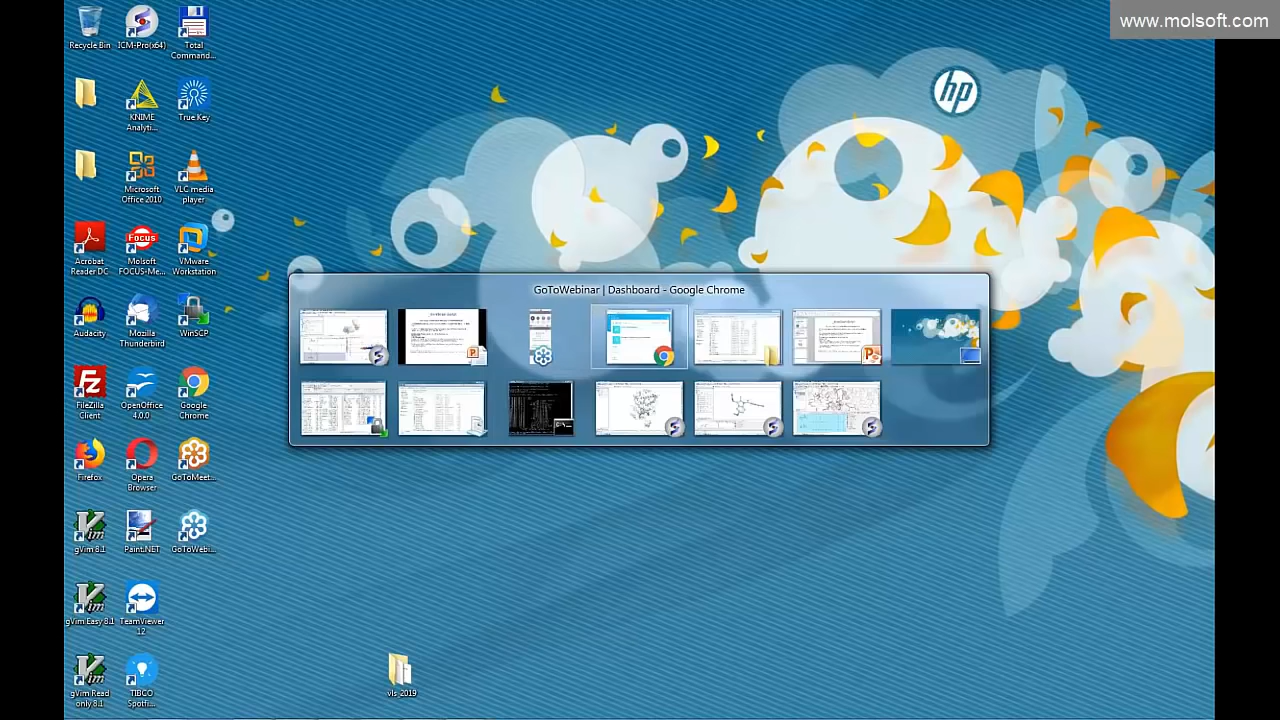 www.molsoft.com
Recycle Bin
ICM-Pro(x64)
Total
Command...
hp
KNIME
Analyti...
True Key
Microsoft
Office 2010
VLC media
player
Acrobat
Reader DC
Focus
Molsoft
FOCUS-Me...
VMware
Workstation
GoToWebinar | Dashboard - Google Chrome
Audacity
Mozilla
Thunderbird
WinSCP
FileZilla
Client
OpenOffice
4.0.0
Google
Chrome
Firefox
Opera
Browser
GoToMeet...
gVim 8.1
Paint.NET
GoToWebi...
gVim Easy 8.1
TeamViewer
12
gVim Read
only 8.1
TIBCO
Spotfi...
vls_2019